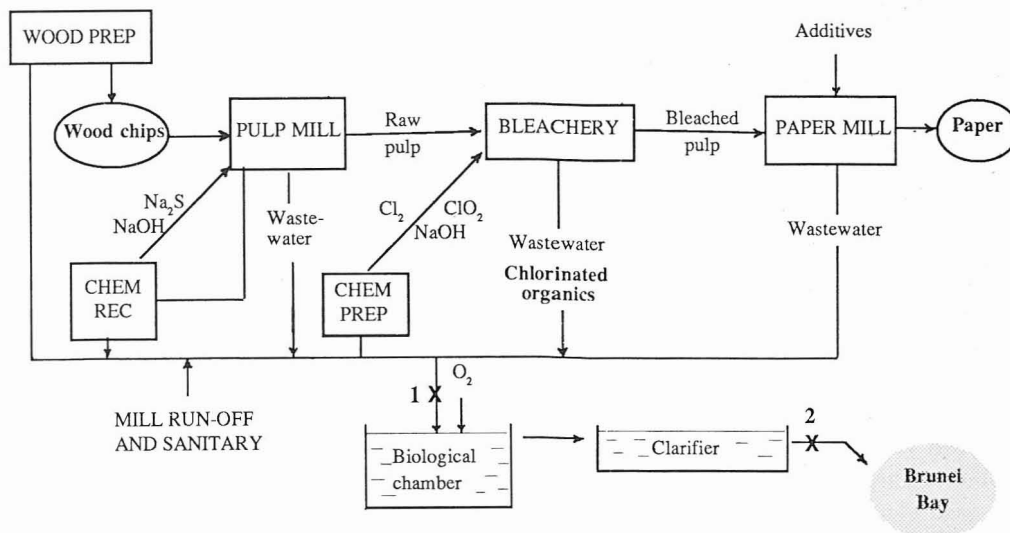 WOOD PREP
Additives
Wood chips
PULP MILL
Raw
pulp
BLEACHERY
Bleached
pulp
PAPER MILL
Paper
Na₂S
NaOH
Waste-
water
Cl₂ ClO₂
NaOH
Wastewater
Chlorinated
organics
Wastewater
CHEM
REC
CHEM
PREP
MILL RUN-OFF
AND SANITARY
1 X
O₂
Biological
chamber
Clarifier
2
X
Brunei
Bay